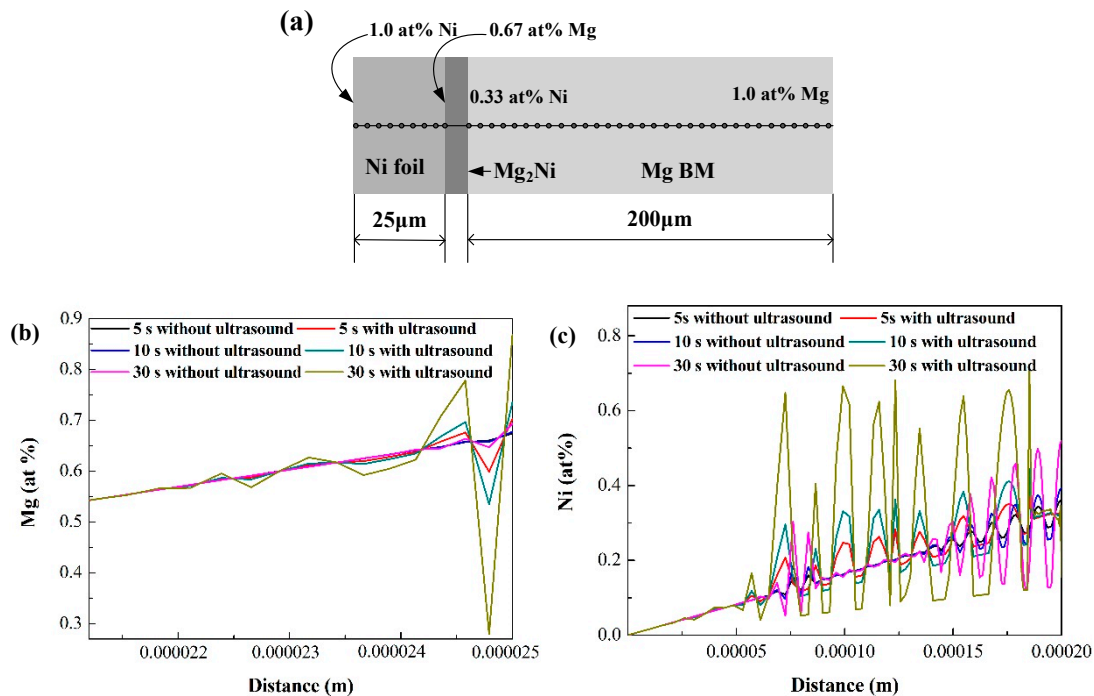 (a)
1.0 at% Ni
0.67 at% Mg
0.33 at% Ni
1.0 at% Mg
Ni foil
Mg₂Ni
Mg BM
25μm
200μm
(b)
5 s without ultrasound
5 s with ultrasound
10 s without ultrasound
10 s with ultrasound
30 s without ultrasound
30 s with ultrasound
Mg (at %)
0.9
0.8
0.7
0.6
0.5
0.4
0.3
0.000022
0.000023
0.000024
0.000025
Distance (m)
(c)
5s without ultrasound
5s with ultrasound
10 s without ultrasound
10 s with ultrasound
30 s without ultrasound
30 s with ultrasound
Ni (at%)
0.8
0.6
0.4
0.2
0.0
0.00005
0.00010
0.00015
0.00020
Distance (m)